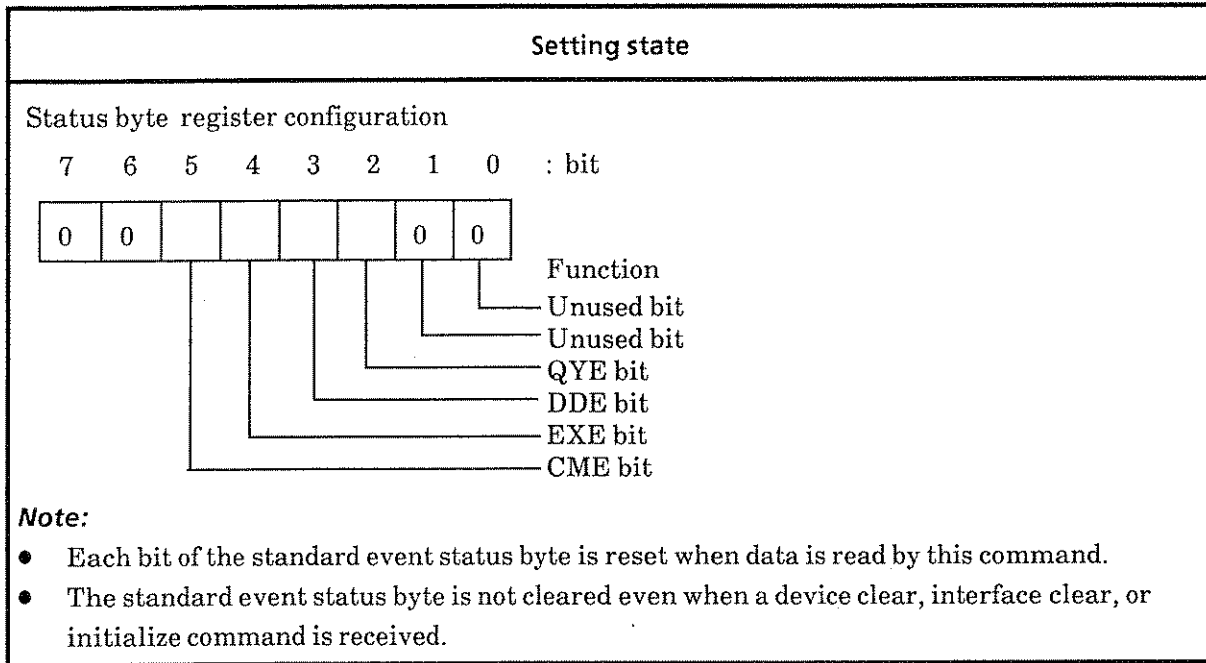 Setting state
Status byte register configuration
7 6 5 4 3 2 1 0 : bit
0 0 0 0
Function
Unused bit
Unused bit
QYE bit
DDE bit
EXE bit
CME bit
Note:
● Each bit of the standard event status byte is reset when data is read by this command.
● The standard event status byte is not cleared even when a device clear, interface clear, or
initialize command is received.